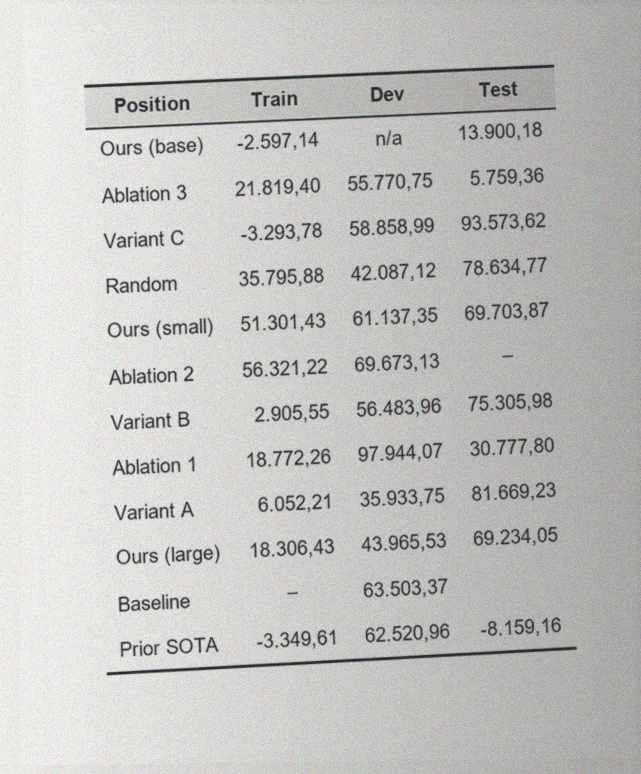 Position Train Dev Test
Ours (base) -2.597,14 n/a 13.900,18
Ablation 3 21.819,40 55.770,75 5.759,36
Variant C -3.293,78 58.858,99 93.573,62
Random 35.795,88 42.087,12 78.634,77
Ours (small) 51.301,43 61.137,35 69.703,87
Ablation 2 56.321,22 69.673,13 –
Variant B 2.905,55 56.483,96 75.305,98
Ablation 1 18.772,26 97.944,07 30.777,80
Variant A 6.052,21 35.933,75 81.669,23
Ours (large) 18.306,43 43.965,53 69.234,05
Baseline – 63.503,37
Prior SOTA -3.349,61 62.520,96 -8.159,16